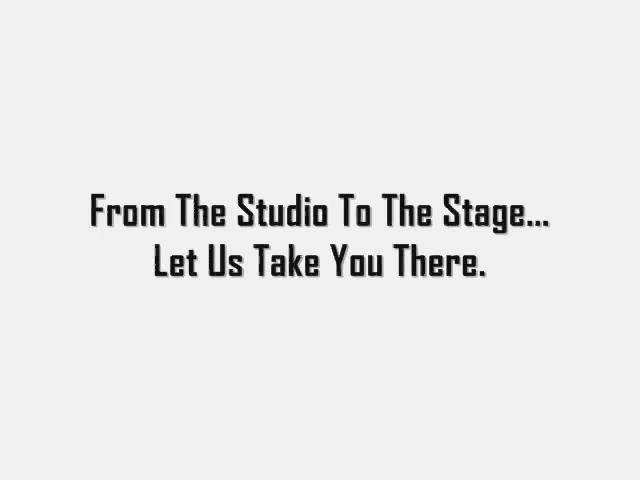 From The Studio To The Stage...
Let Us Take You There.